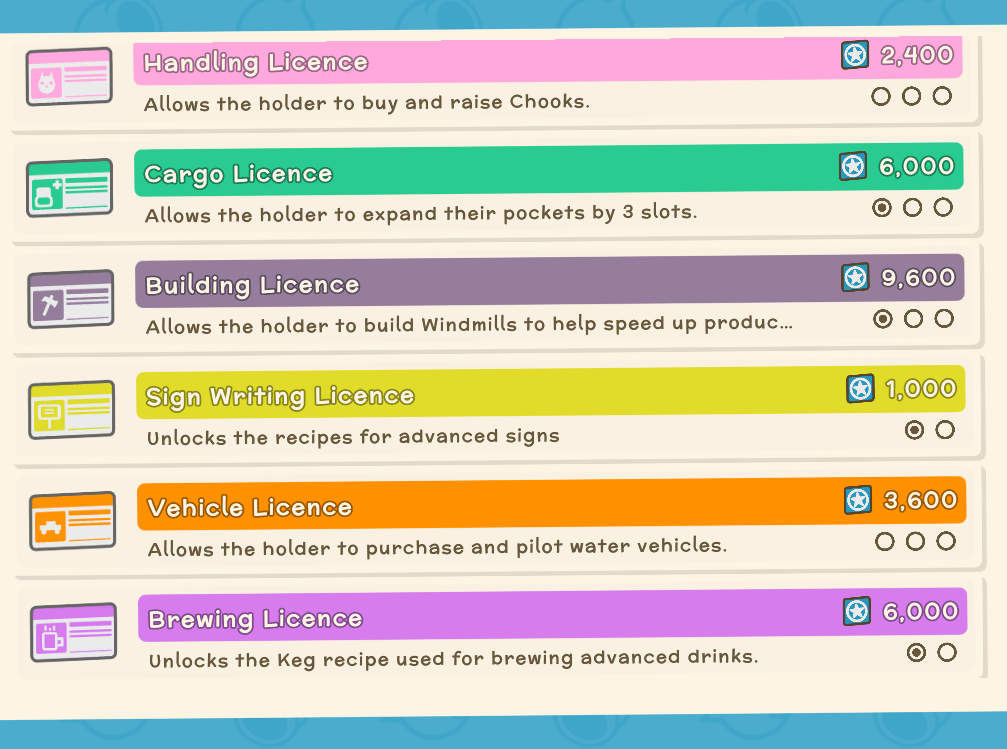 Handling Licence 2,400
Allows the holder to buy and raise Chooks.
Cargo Licence 6,000
Allows the holder to expand their pockets by 3 slots.
Building Licence 9,600
Allows the holder to build Windmills to help speed up produc...
Sign Writing Licence 1,000
Unlocks the recipes for advanced signs
Vehicle Licence 3,600
Allows the holder to purchase and pilot water vehicles.
Brewing Licence 6,000
Unlocks the Keg recipe used for brewing advanced drinks.